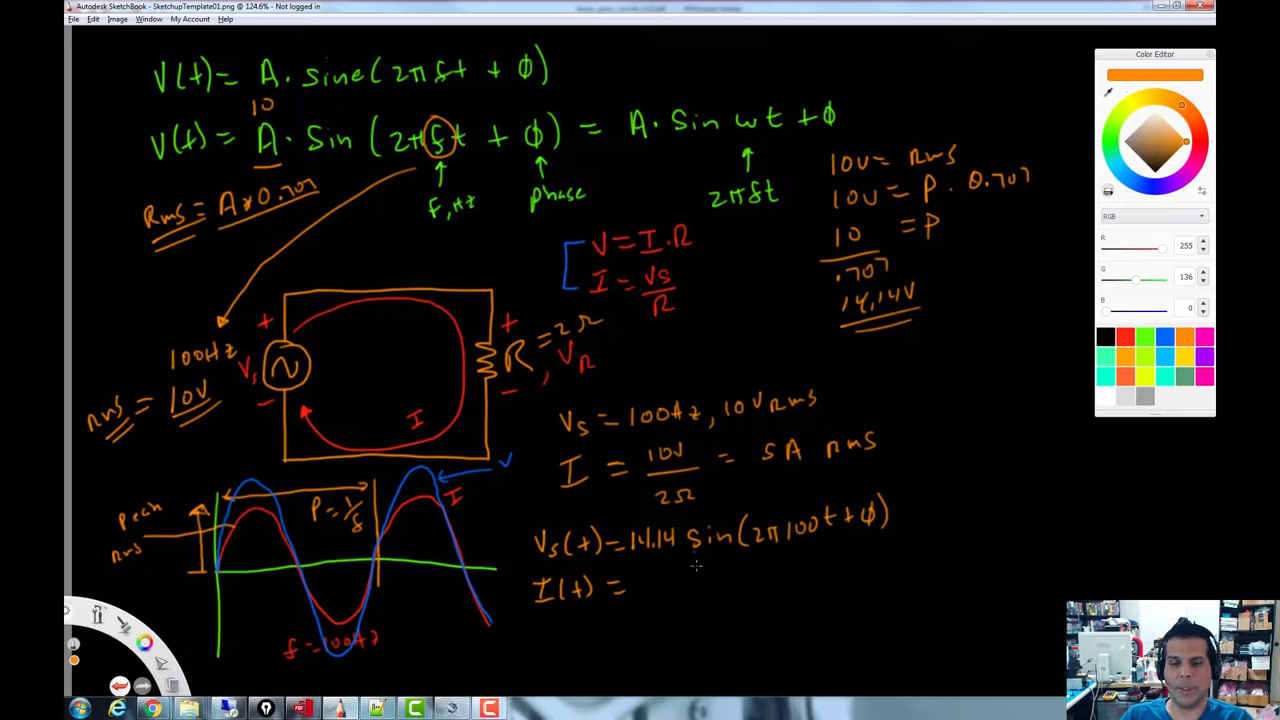 Autodesk SketchBook - SketchupTemplate01.png @ 124.6% - Not logged in
File Edit Image Window My Account Help
V(t)= A · sine(2πft + ϕ)
10
V(t)= A · Sin (2πft + ϕ) = A · Sin ωt + ϕ
f, Hz
phase
2πft
Rms = A x 0.707
10V = Rms
10V = P · 0.707
10 = P
.707
14.14V
V = I.R
I = Vs
R
+
+
100Hz
Vs
R = 2Ω
, VR
rms = 10V
-
-
I
Vs = 100Hz, 10V Rms
I = 10V = 5A Rms
2Ω
V
P = 1/f
I
peak
rms
Vs(t) = 14.14 Sin(2π100t+ϕ)
I(t) =
f = 100Hz
Color Editor
RGB
R 255
G 136
B 0